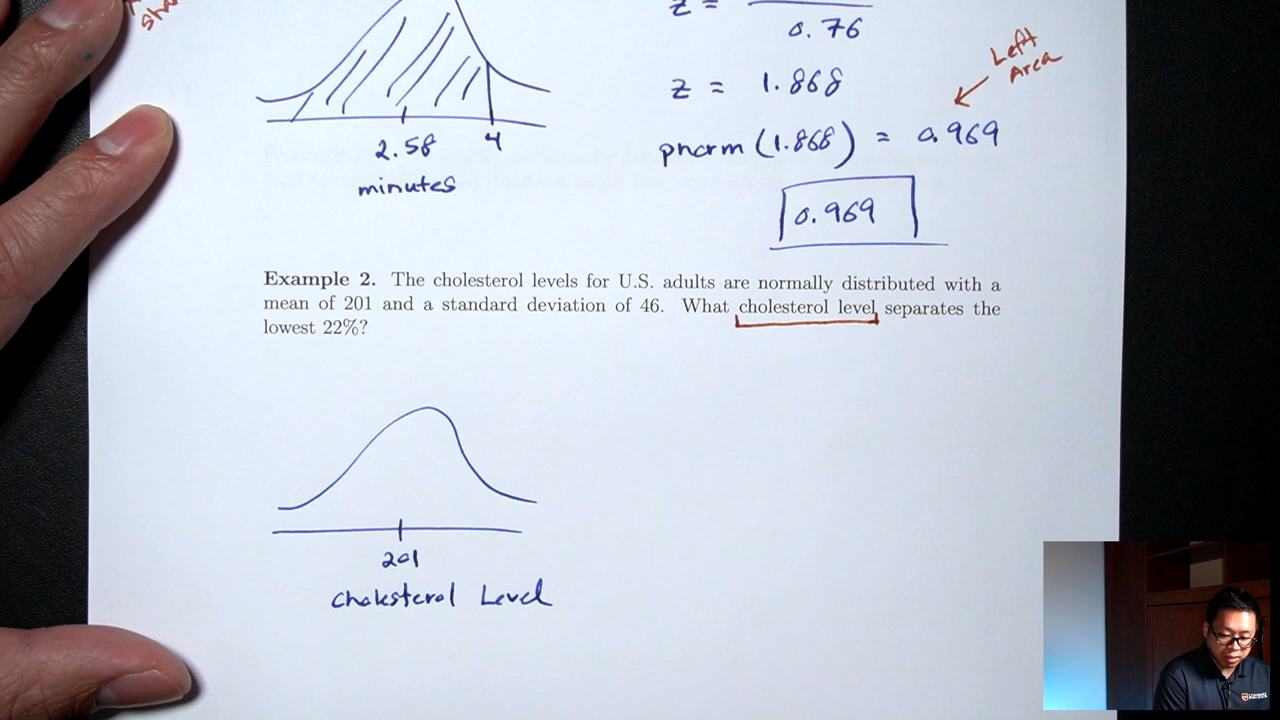 z =
0.76
Left
Area
z = 1.868
2.58 4
minutes
pnorm (1.868) = 0.969
0.969
Example 2. The cholesterol levels for U.S. adults are normally distributed with a
mean of 201 and a standard deviation of 46. What cholesterol level separates the
lowest 22%?
201
Cholesterol Level